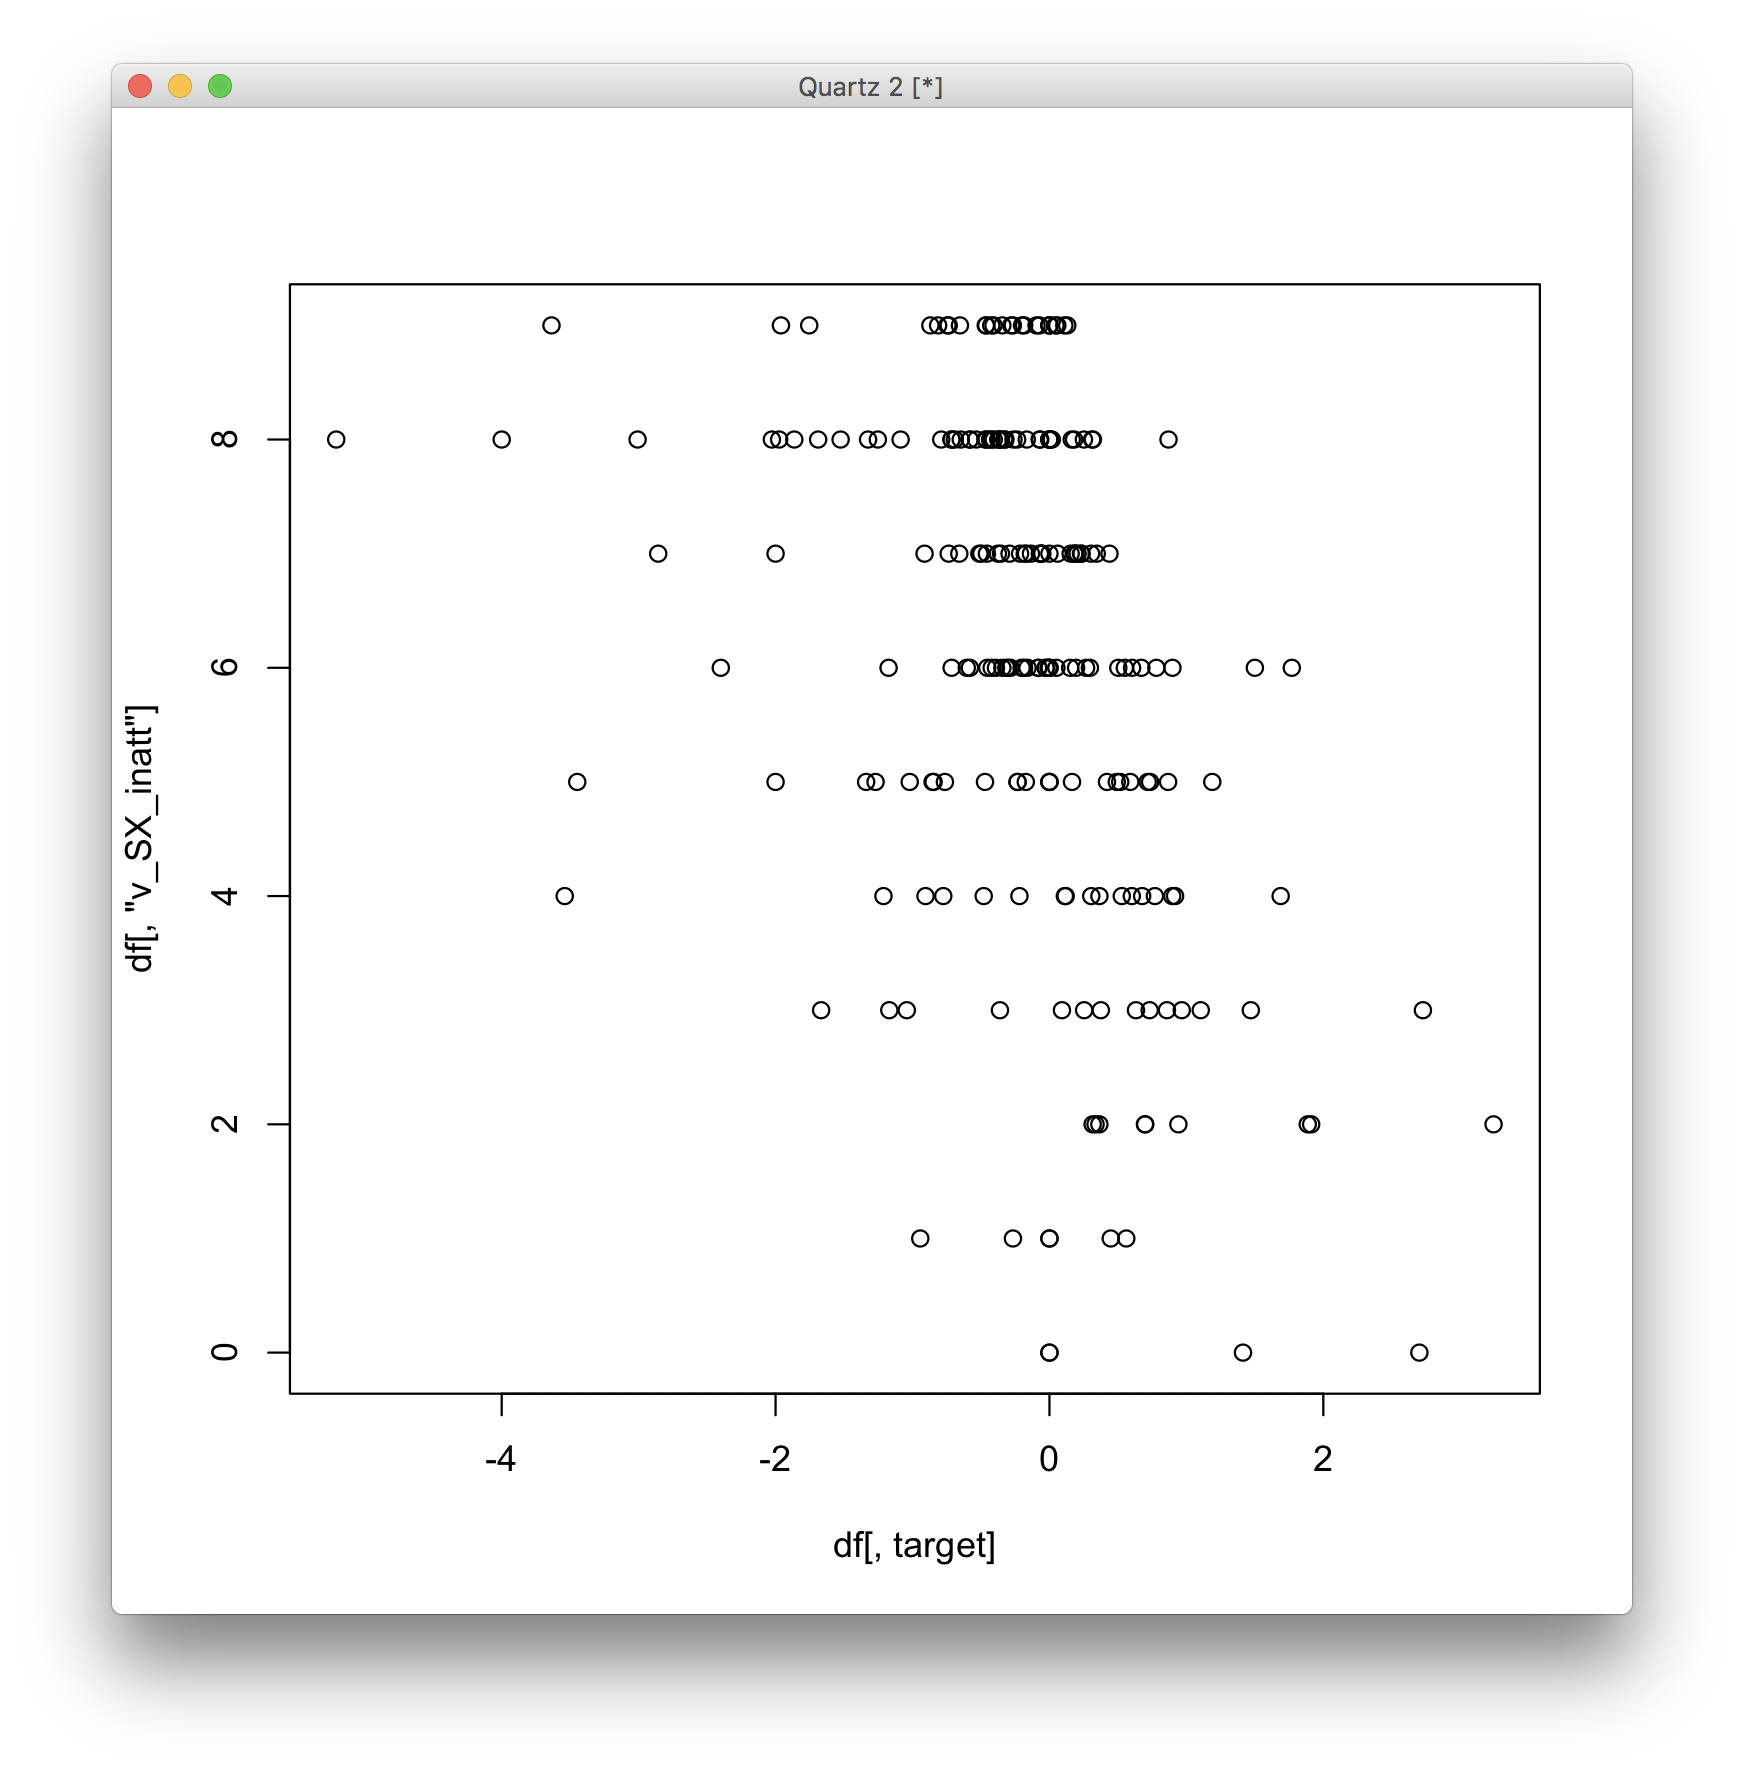 Quartz 2 [*]
df[, "v_SX_inatt"]
8
6
4
2
0
-4 -2 0 2
df[, target]